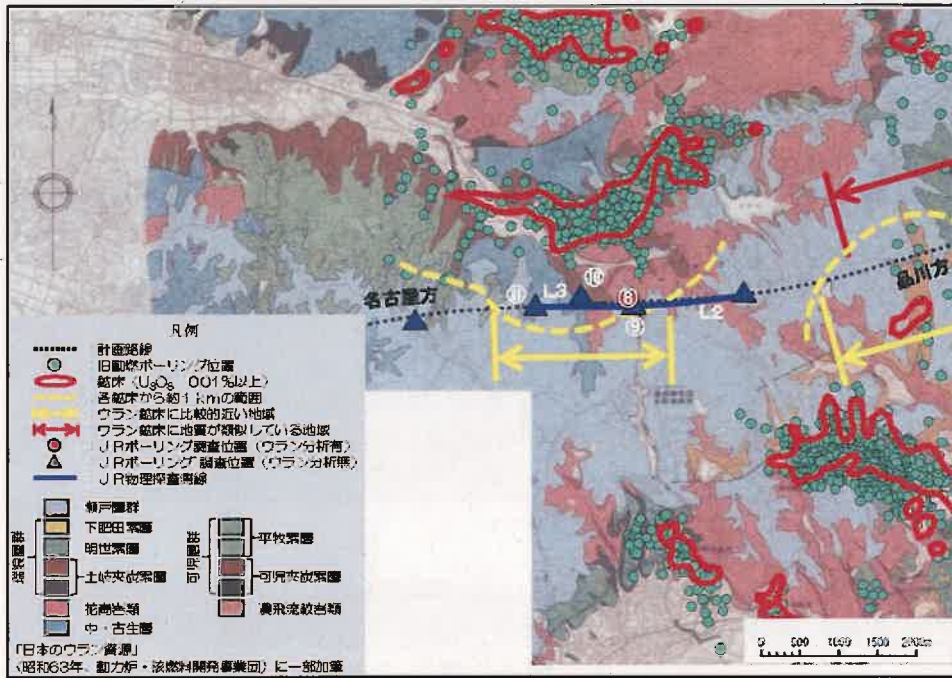 名古屋方
品川方
⑪
L3
⑩
⑧
(9)
L2
凡例
計画路線
旧動燃ボーリング位置
鉱床（U₃O₈ 0.01%以上）
各鉱床から約1kmの範囲
ウラン鉱床に比較的近い地域
ウラン鉱床に地質が類似している地域
JRボーリング調査位置（ウラン分析有）
JRボーリング調査位置（ウラン分析無）
JR物理探査測線
瀬戸層群
瑞浪層群
下肥田累層
明世累層
土岐夾炭累層
花崗岩類
中・古生層
可児層群
平牧累層
可児夾炭累層
濃飛流紋岩類
「日本のウラン資源」
（昭和63年、動力炉・核燃料開発事業団）に一部加筆
0 500 1000 1500 2000m